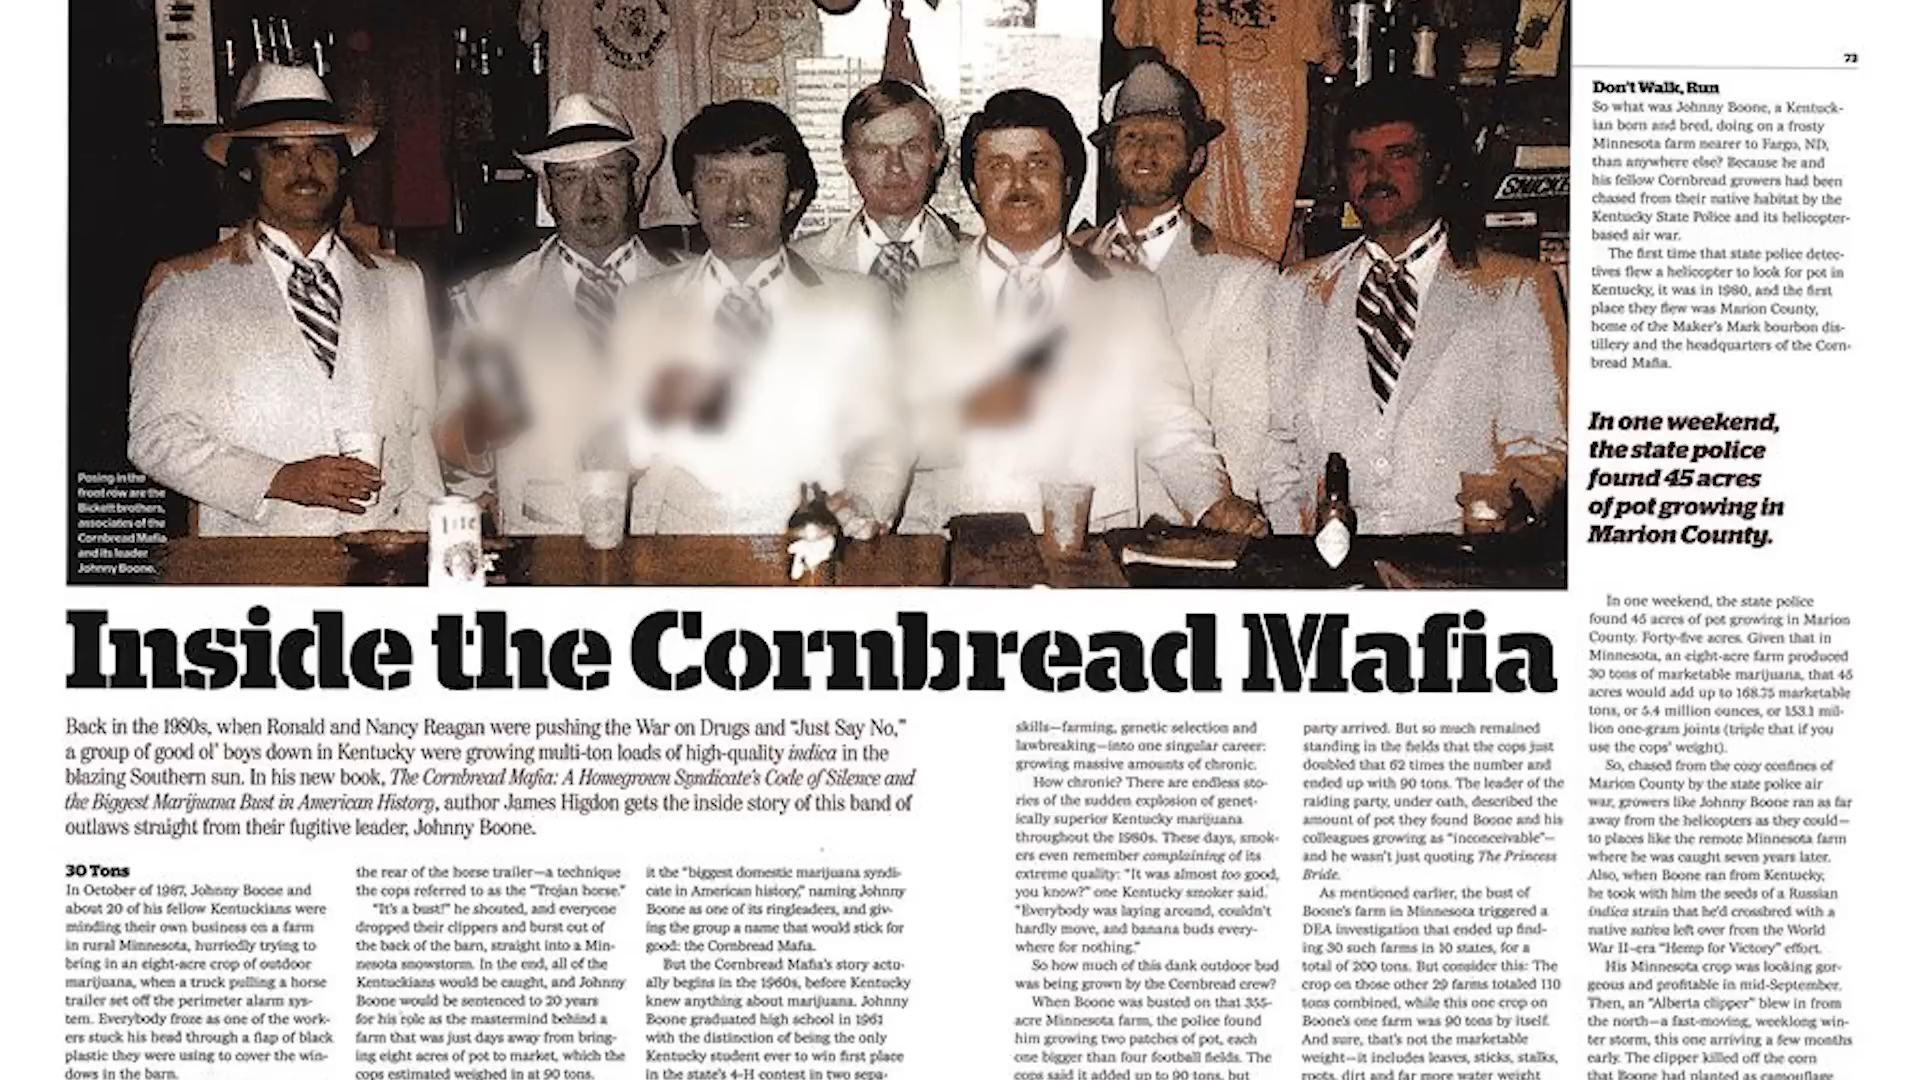 73
Posing in the
front row are the
Bickett brothers,
associates of the
Cornbread Mafia
and its leader
Johnny Boone.
Inside the Cornbread Mafia
Back in the 1980s, when Ronald and Nancy Reagan were pushing the War on Drugs and “Just Say No,”
a group of good ol’ boys down in Kentucky were growing multi-ton loads of high-quality indica in the
blazing Southern sun. In his new book, The Cornbread Mafia: A Homegrown Syndicate’s Code of Silence and
the Biggest Marijuana Bust in American History, author James Higdon gets the inside story of this band of
outlaws straight from their fugitive leader, Johnny Boone.
30 Tons
In October of 1987, Johnny Boone and
about 20 of his fellow Kentuckians were
minding their own business on a farm
in rural Minnesota, hurriedly trying to
bring in an eight-acre crop of outdoor
marijuana, when a truck pulling a horse
trailer set off the perimeter alarm sys-
tem. Everybody froze as one of the work-
ers stuck his head through a flap of black
plastic they were using to cover the win-
dows in the barn.
the rear of the horse trailer—a technique
the cops referred to as the “Trojan horse.”
“It’s a bust!” he shouted, and everyone
dropped their clippers and burst out of
the back of the barn, straight into a Min-
nesota snowstorm. In the end, all of the
Kentuckians would be caught, and Johnny
Boone would be sentenced to 20 years
for his role as the mastermind behind a
farm that was just days away from bring-
ing eight acres of pot to market, which the
cops estimated weighed in at 90 tons.
it the “biggest domestic marijuana syndi-
cate in American history,” naming Johnny
Boone as one of its ringleaders, and giv-
ing the group a name that would stick for
good: the Cornbread Mafia.
But the Cornbread Mafia’s story actu-
ally begins in the 1960s, before Kentucky
knew anything about marijuana. Johnny
Boone graduated high school in 1961
with the distinction of being the only
Kentucky student ever to win first place
in the state’s 4-H contest in two sepa-
skills—farming, genetic selection and
lawbreaking—into one singular career:
growing massive amounts of chronic.
How chronic? There are endless sto-
ries of the sudden explosion of genet-
ically superior Kentucky marijuana
throughout the 1980s. These days, smok-
ers even remember complaining of its
extreme quality: “It was almost too good,
you know?” one Kentucky smoker said.
“Everybody was laying around, couldn’t
hardly move, and banana buds every-
where for nothing.”
So how much of this dank outdoor bud
was being grown by the Cornbread crew?
When Boone was busted on that 355-
acre Minnesota farm, the police found
him growing two patches of pot, each
one bigger than four football fields. The
cops said it added up to 90 tons, but
party arrived. But so much remained
standing in the fields that the cops just
doubled that 62 times the number and
ended up with 90 tons. The leader of the
raiding party, under oath, described the
amount of pot they found Boone and his
colleagues growing as “inconceivable”—
and he wasn’t just quoting The Princess
Bride.
As mentioned earlier, the bust of
Boone’s farm in Minnesota triggered a
DEA investigation that ended up find-
ing 30 such farms in 10 states, for a
total of 200 tons. But consider this: The
crop on those other 29 farms totaled 110
tons combined, while this one crop on
Boone’s one farm was 90 tons by itself.
And sure, that’s not the marketable
weight—it includes leaves, sticks, stalks,
roots, dirt and far more water weight
Don’t Walk, Run
So what was Johnny Boone, a Kentuck-
ian born and bred, doing on a frosty
Minnesota farm nearer to Fargo, ND,
than anywhere else? Because he and
his fellow Cornbread growers had been
chased from their native habitat by the
Kentucky State Police and its helicopter-
based air war.
The first time that state police detec-
tives flew a helicopter to look for pot in
Kentucky, it was in 1980, and the first
place they flew was Marion County,
home of the Maker’s Mark bourbon dis-
tillery and the headquarters of the Corn-
bread Mafia.
In one weekend,
the state police
found 45 acres
of pot growing in
Marion County.
In one weekend, the state police
found 45 acres of pot growing in Marion
County. Forty-five acres. Given that in
Minnesota, an eight-acre farm produced
30 tons of marketable marijuana, that 45
acres would add up to 168.75 marketable
tons, or 5.4 million ounces, or 153.1 mil-
lion one-gram joints (triple that if you
use the cops’ weight).
So, chased from the cozy confines of
Marion County by the state police air
war, growers like Johnny Boone ran as far
away from the helicopters as they could—
to places like the remote Minnesota farm
where he was caught seven years later.
Also, when Boone ran from Kentucky,
he took with him the seeds of a Russian
indica strain that he’d crossbred with a
native sativa left over from the World
War II–era “Hemp for Victory” effort.
His Minnesota crop was looking gor-
geous and profitable in mid-September.
Then, an “Alberta clipper” blew in from
the north—a fast-moving, weeklong win-
ter storm, this one arriving a few months
early. The clipper killed off the corn
that Boone had planted as camouflage